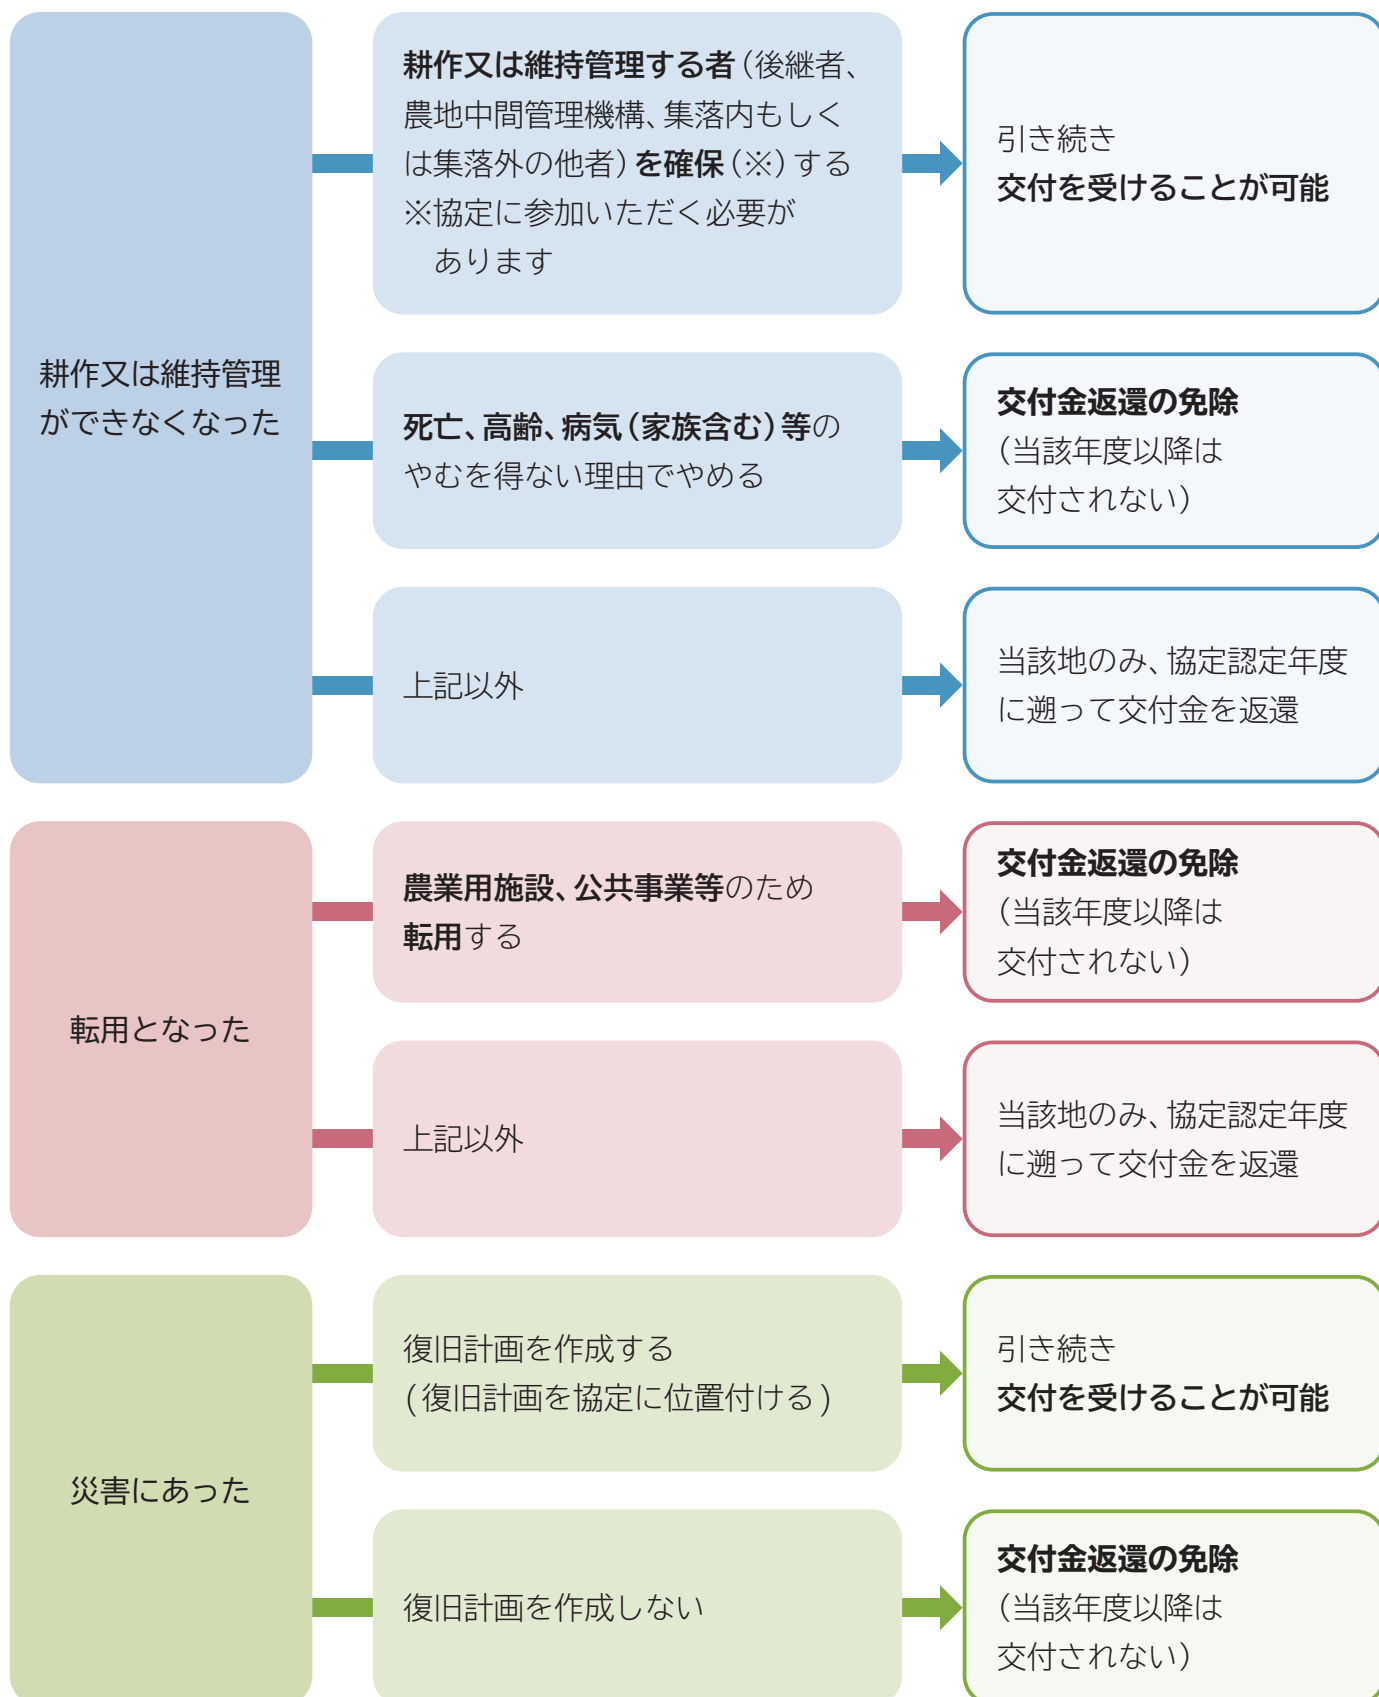 耕作又は維持管理
ができなくなった
耕作又は維持管理する者（後継者、
農地中間管理機構、集落内もしく
は集落外の他者）を確保（※）する
※協定に参加いただく必要が
あります
引き続き
交付を受けることが可能
死亡、高齢、病気（家族含む）等の
やむを得ない理由でやめる
交付金返還の免除
（当該年度以降は
交付されない）
上記以外
当該地のみ、協定認定年度
に遡って交付金を返還
転用となった
農業用施設、公共事業等のため
転用する
交付金返還の免除
（当該年度以降は
交付されない）
上記以外
当該地のみ、協定認定年度
に遡って交付金を返還
災害にあった
復旧計画を作成する
(復旧計画を協定に位置付ける)
引き続き
交付を受けることが可能
復旧計画を作成しない
交付金返還の免除
（当該年度以降は
交付されない）